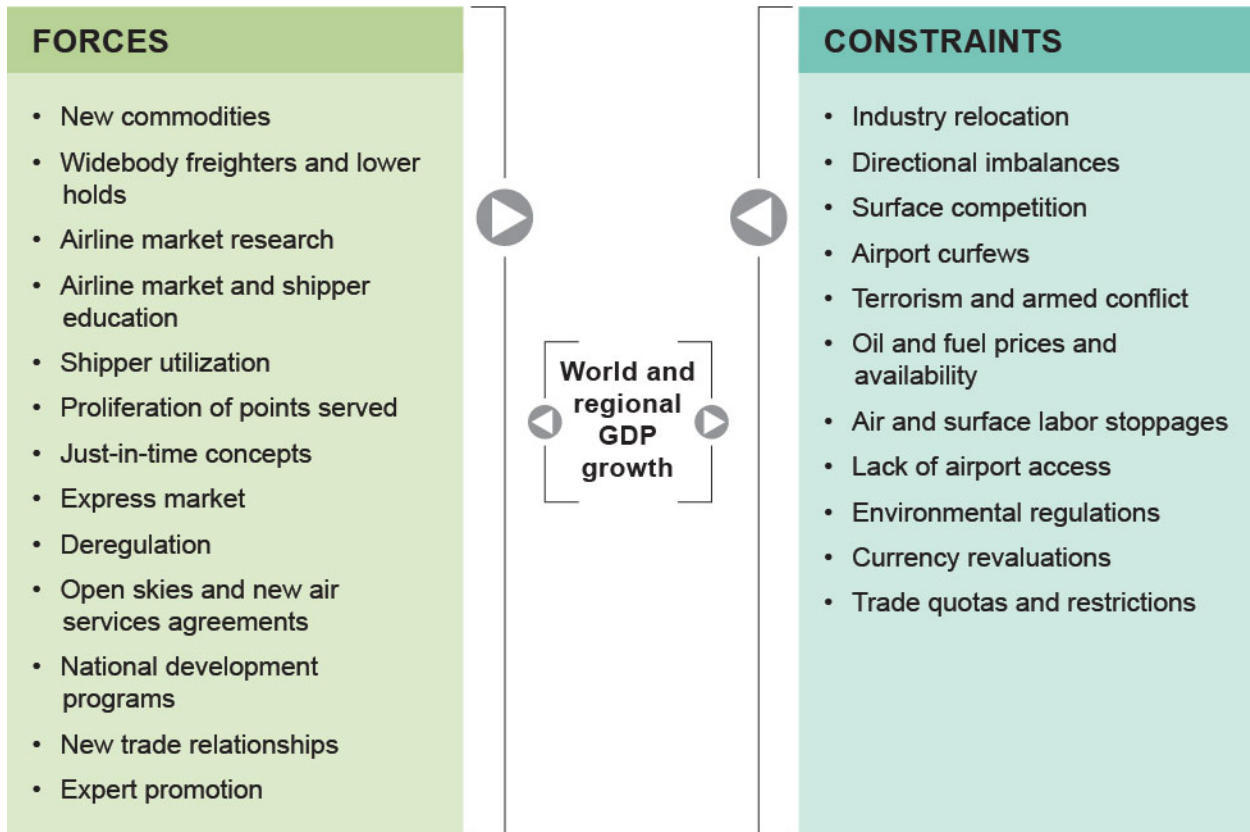 FORCES
• New commodities
• Widebody freighters and lower
holds
• Airline market research
• Airline market and shipper
education
• Shipper utilization
• Proliferation of points served
• Just-in-time concepts
• Express market
• Deregulation
• Open skies and new air
services agreements
• National development
programs
• New trade relationships
• Expert promotion
World and
regional
GDP
growth
CONSTRAINTS
• Industry relocation
• Directional imbalances
• Surface competition
• Airport curfews
• Terrorism and armed conflict
• Oil and fuel prices and
availability
• Air and surface labor stoppages
• Lack of airport access
• Environmental regulations
• Currency revaluations
• Trade quotas and restrictions